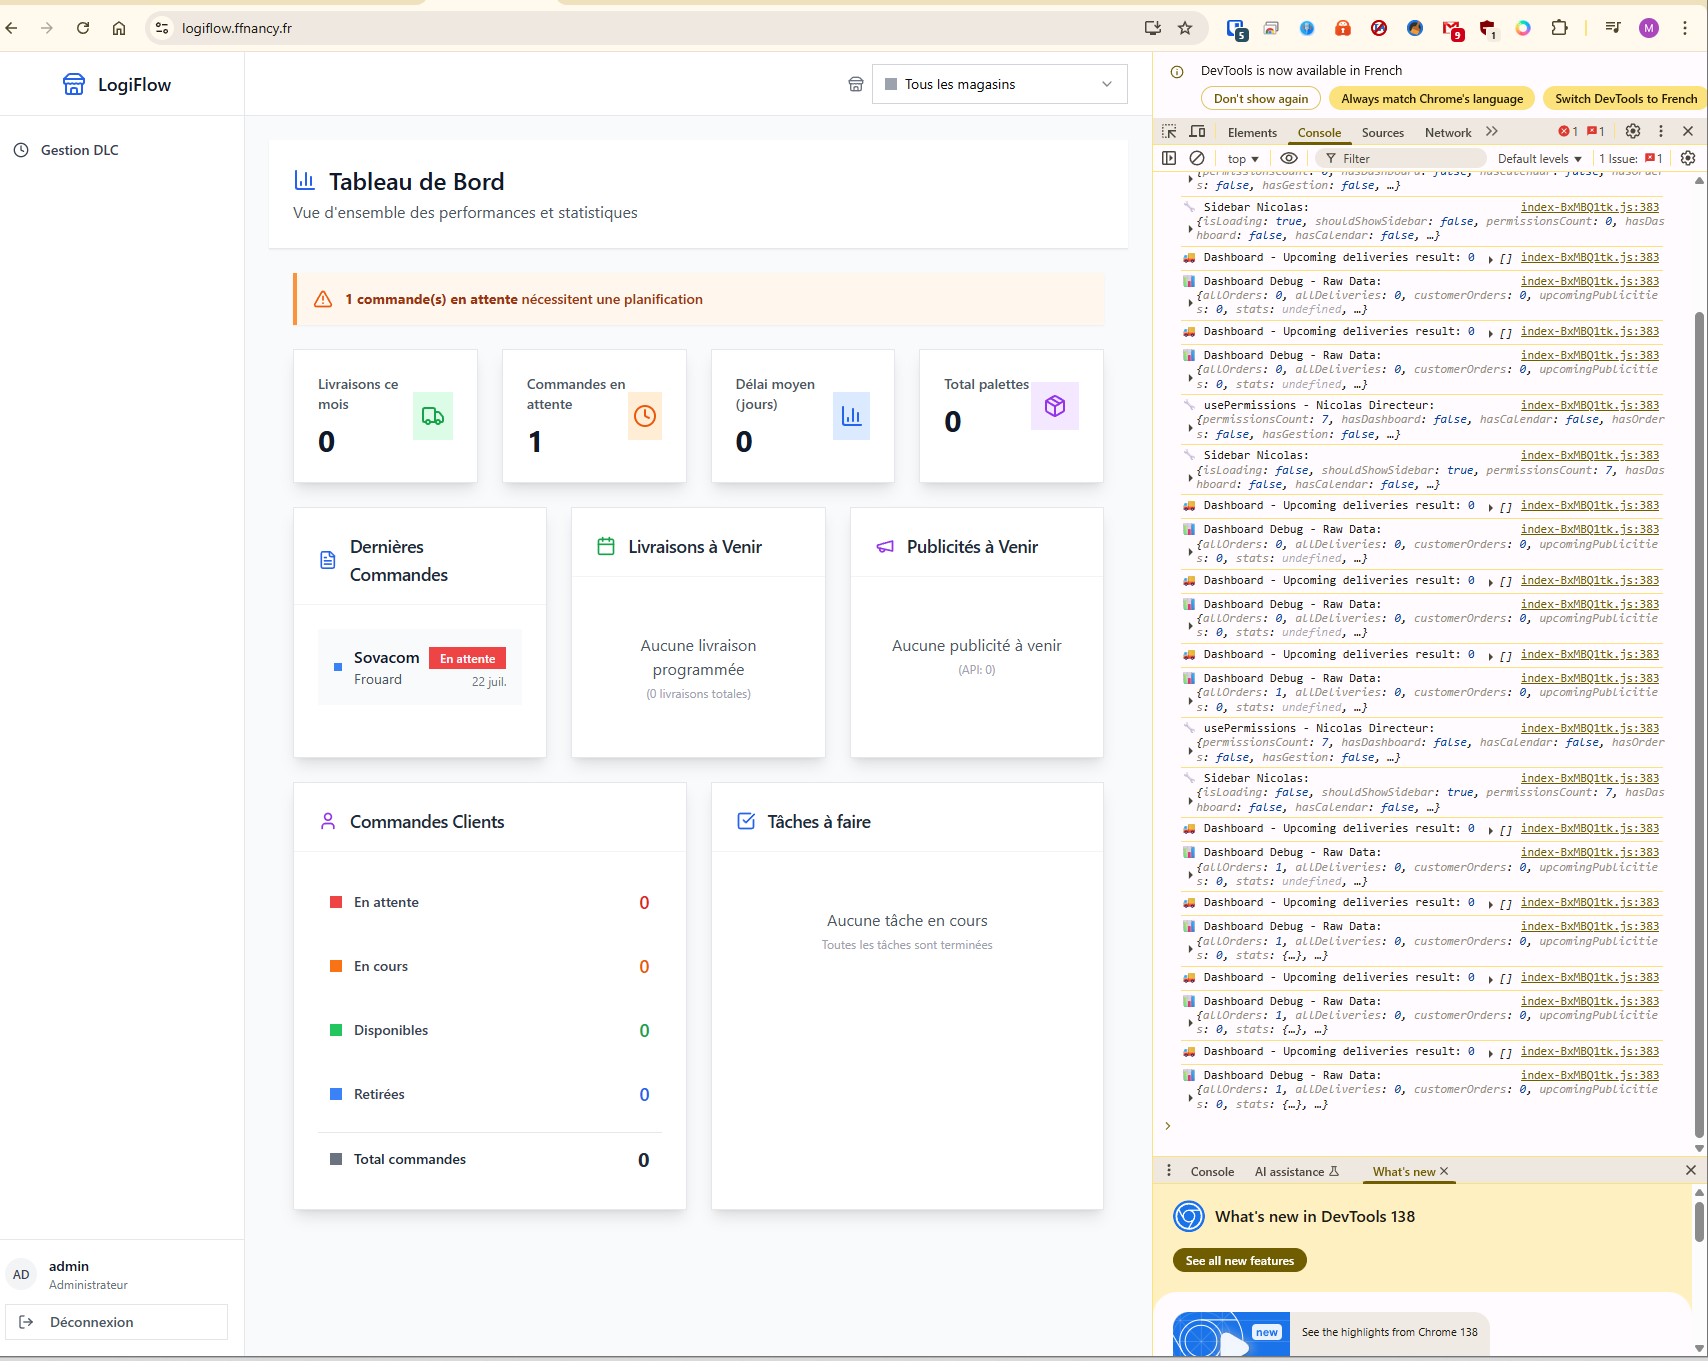 logiflow.ffnancy.fr
5
9
1
M
LogiFlow
Tous les magasins
Gestion DLC
Tableau de Bord
Vue d'ensemble des performances et statistiques
1 commande(s) en attente nécessitent une planification
Livraisons ce
mois
0
Commandes en
attente
1
Délai moyen
(jours)
0
Total palettes
0
Dernières
Commandes
Sovacom
En attente
Frouard
22 juil.
Livraisons à Venir
Aucune livraison
programmée
(0 livraisons totales)
Publicités à Venir
Aucune publicité à venir
(API: 0)
Commandes Clients
En attente 0
En cours 0
Disponibles 0
Retirées 0
Total commandes 0
Tâches à faire
Aucune tâche en cours
Toutes les tâches sont terminées
AD
admin
Administrateur
Déconnexion
DevTools is now available in French
Don't show again
Always match Chrome's language
Switch DevTools to French
Elements Console Sources Network 1 1
top Filter Default levels 1 Issue: 1
s: false, hasGestion: false, …}
Sidebar Nicolas: index-BxMBQ1tk.js:383
{isLoading: true, shouldShowSidebar: false, permissionsCount: 0, hasDas
hboard: false, hasCalendar: false, …}
Dashboard - Upcoming deliveries result: 0 [] index-BxMBQ1tk.js:383
Dashboard Debug - Raw Data: index-BxMBQ1tk.js:383
{allOrders: 0, allDeliveries: 0, customerOrders: 0, upcomingPublicitie
s: 0, stats: undefined, …}
Dashboard - Upcoming deliveries result: 0 [] index-BxMBQ1tk.js:383
Dashboard Debug - Raw Data: index-BxMBQ1tk.js:383
{allOrders: 0, allDeliveries: 0, customerOrders: 0, upcomingPublicitie
s: 0, stats: undefined, …}
usePermissions - Nicolas Directeur: index-BxMBQ1tk.js:383
{permissionsCount: 7, hasDashboard: false, hasCalendar: false, hasOrder
s: false, hasGestion: false, …}
Sidebar Nicolas: index-BxMBQ1tk.js:383
{isLoading: false, shouldShowSidebar: true, permissionsCount: 7, hasDas
hboard: false, hasCalendar: false, …}
Dashboard - Upcoming deliveries result: 0 [] index-BxMBQ1tk.js:383
Dashboard Debug - Raw Data: index-BxMBQ1tk.js:383
{allOrders: 0, allDeliveries: 0, customerOrders: 0, upcomingPublicitie
s: 0, stats: undefined, …}
Dashboard - Upcoming deliveries result: 0 [] index-BxMBQ1tk.js:383
Dashboard Debug - Raw Data: index-BxMBQ1tk.js:383
{allOrders: 0, allDeliveries: 0, customerOrders: 0, upcomingPublicitie
s: 0, stats: undefined, …}
Dashboard - Upcoming deliveries result: 0 [] index-BxMBQ1tk.js:383
Dashboard Debug - Raw Data: index-BxMBQ1tk.js:383
{allOrders: 1, allDeliveries: 0, customerOrders: 0, upcomingPublicitie
s: 0, stats: undefined, …}
usePermissions - Nicolas Directeur: index-BxMBQ1tk.js:383
{permissionsCount: 7, hasDashboard: false, hasCalendar: false, hasOrder
s: false, hasGestion: false, …}
Sidebar Nicolas: index-BxMBQ1tk.js:383
{isLoading: false, shouldShowSidebar: true, permissionsCount: 7, hasDas
hboard: false, hasCalendar: false, …}
Dashboard - Upcoming deliveries result: 0 [] index-BxMBQ1tk.js:383
Dashboard Debug - Raw Data: index-BxMBQ1tk.js:383
{allOrders: 1, allDeliveries: 0, customerOrders: 0, upcomingPublicitie
s: 0, stats: undefined, …}
Dashboard - Upcoming deliveries result: 0 [] index-BxMBQ1tk.js:383
Dashboard Debug - Raw Data: index-BxMBQ1tk.js:383
{allOrders: 1, allDeliveries: 0, customerOrders: 0, upcomingPublicitie
s: 0, stats: {…}, …}
Dashboard - Upcoming deliveries result: 0 [] index-BxMBQ1tk.js:383
Dashboard Debug - Raw Data: index-BxMBQ1tk.js:383
{allOrders: 1, allDeliveries: 0, customerOrders: 0, upcomingPublicitie
s: 0, stats: {…}, …}
Dashboard - Upcoming deliveries result: 0 [] index-BxMBQ1tk.js:383
Dashboard Debug - Raw Data: index-BxMBQ1tk.js:383
{allOrders: 1, allDeliveries: 0, customerOrders: 0, upcomingPublicitie
s: 0, stats: {…}, …}
Console AI assistance What's new
What's new in DevTools 138
See all new features
new
See the highlights from Chrome 138